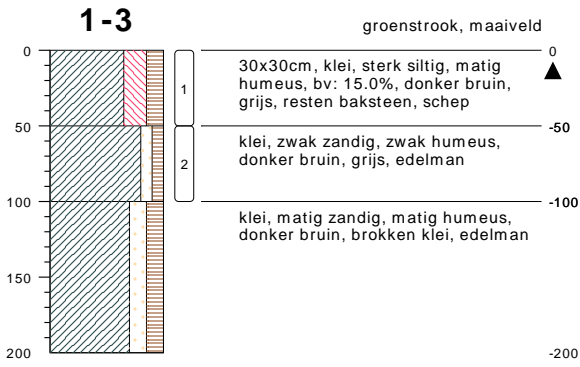 1-3
groenstrook, maaiveld
0
0
30x30cm, klei, sterk siltig, matig
humeus, bv: 15.0%, donker bruin,
grijs, resten baksteen, schep
1
50
-50
klei, zwak zandig, zwak humeus,
donker bruin, grijs, edelman
2
100
-100
klei, matig zandig, matig humeus,
donker bruin, brokken klei, edelman
150
200
-200